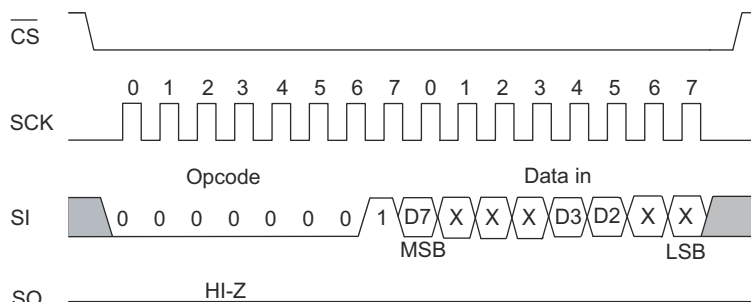 CS
0 1 2 3 4 5 6 7 0 1 2 3 4 5 6 7
SCK
Opcode Data in
SI 0 0 0 0 0 0 0 1 D7 X X X D3 D2 X X
MSB LSB
HI-Z
SO